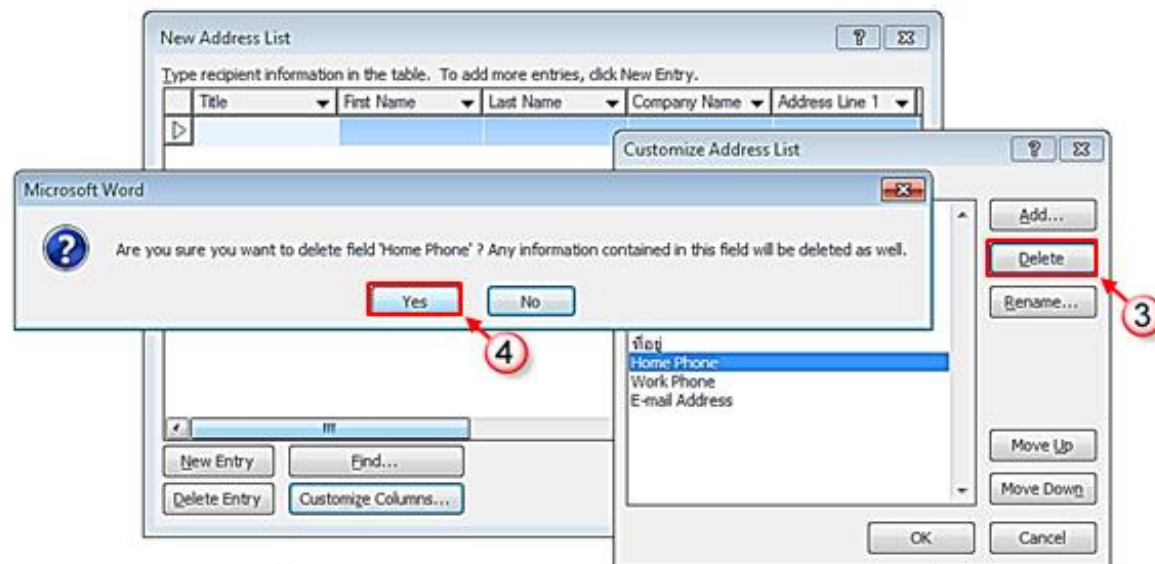 New Address List
Type recipient information in the table. To add more entries, click New Entry.
Title First Name Last Name Company Name Address Line 1
Customize Address List
Microsoft Word
Are you sure you want to delete field 'Home Phone' ? Any information contained in this field will be deleted as well.
Yes No
4
Add...
Delete
Rename...
3
ที่อยู่
Home Phone
Work Phone
E-mail Address
Move Up
Move Down
OK Cancel
New Entry Find...
Delete Entry Customize Columns...